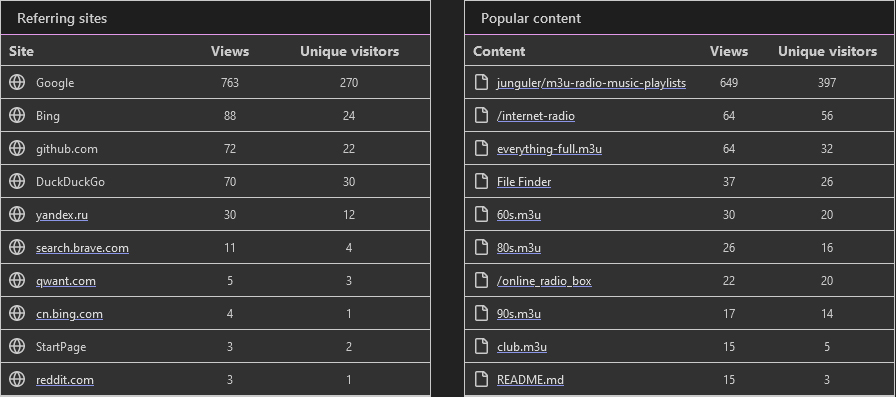 Referring sites
Site Views Unique visitors
Google 763 270
Bing 88 24
github.com 72 22
DuckDuckGo 70 30
yandex.ru 30 12
search.brave.com 11 4
qwant.com 5 3
cn.bing.com 4 1
StartPage 3 2
reddit.com 3 1
Popular content
Content Views Unique visitors
junguler/m3u-radio-music-playlists 649 397
/internet-radio 64 56
everything-full.m3u 64 32
File Finder 37 26
60s.m3u 30 20
80s.m3u 26 16
/online_radio_box 22 20
90s.m3u 17 14
club.m3u 15 5
README.md 15 3